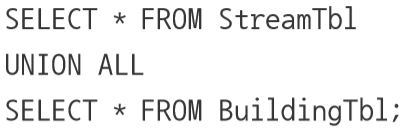 SELECT * FROM StreamTbl
UNION ALL
SELECT * FROM BuildingTbl;